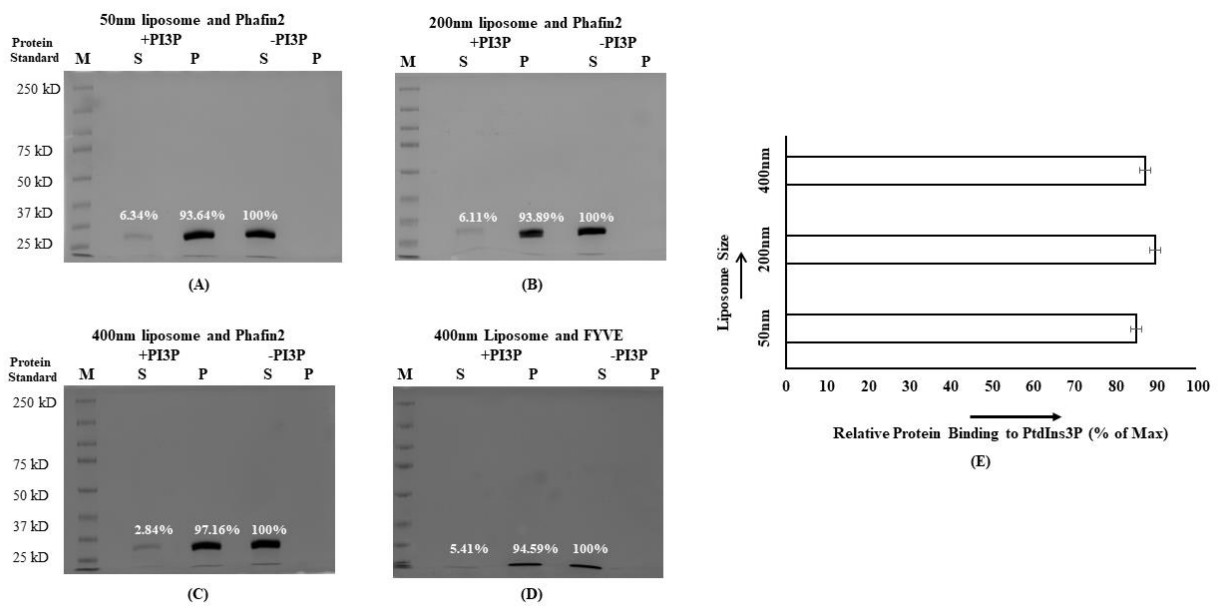 50nm liposome and Phafin2
+PI3P -PI3P
Protein
Standard
M S P S P
250 kD
75 kD
50 kD
37 kD
25 kD
6.34% 93.64% 100%
(A)
200nm liposome and Phafin2
+PI3P -PI3P
M S P S P
6.11% 93.89% 100%
(B)
400nm liposome and Phafin2
+PI3P -PI3P
Protein
Standard
M S P S P
250 kD
75 kD
50 kD
37 kD
25 kD
2.84% 97.16% 100%
(C)
400nm Liposome and FYVE
+PI3P -PI3P
M S P S P
5.41% 94.59% 100%
(D)
Liposome Size
400nm
200nm
50nm
0 10 20 30 40 50 60 70 80 90 100
Relative Protein Binding to PtdIns3P (% of Max)
(E)